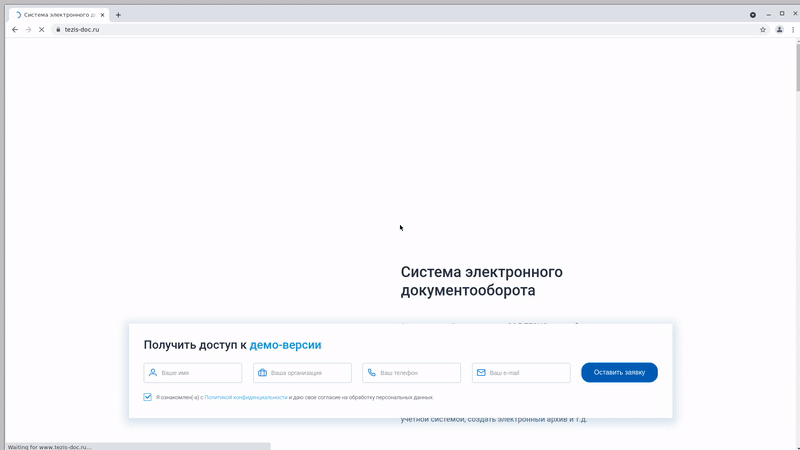 Система электронного д
tezis-doc.ru
Система электронного
документооборота
Получить доступ к демо-версии
Ваше имя
Ваша организация
Ваш телефон
Ваш e-mail
Оставить заявку
Я ознакомлен(-а) с Политикой конфиденциальности и даю свое согласие на обработку персональных данных.
учетной системой, создать электронный архив и т.д.
Waiting for www.tezis-doc.ru...